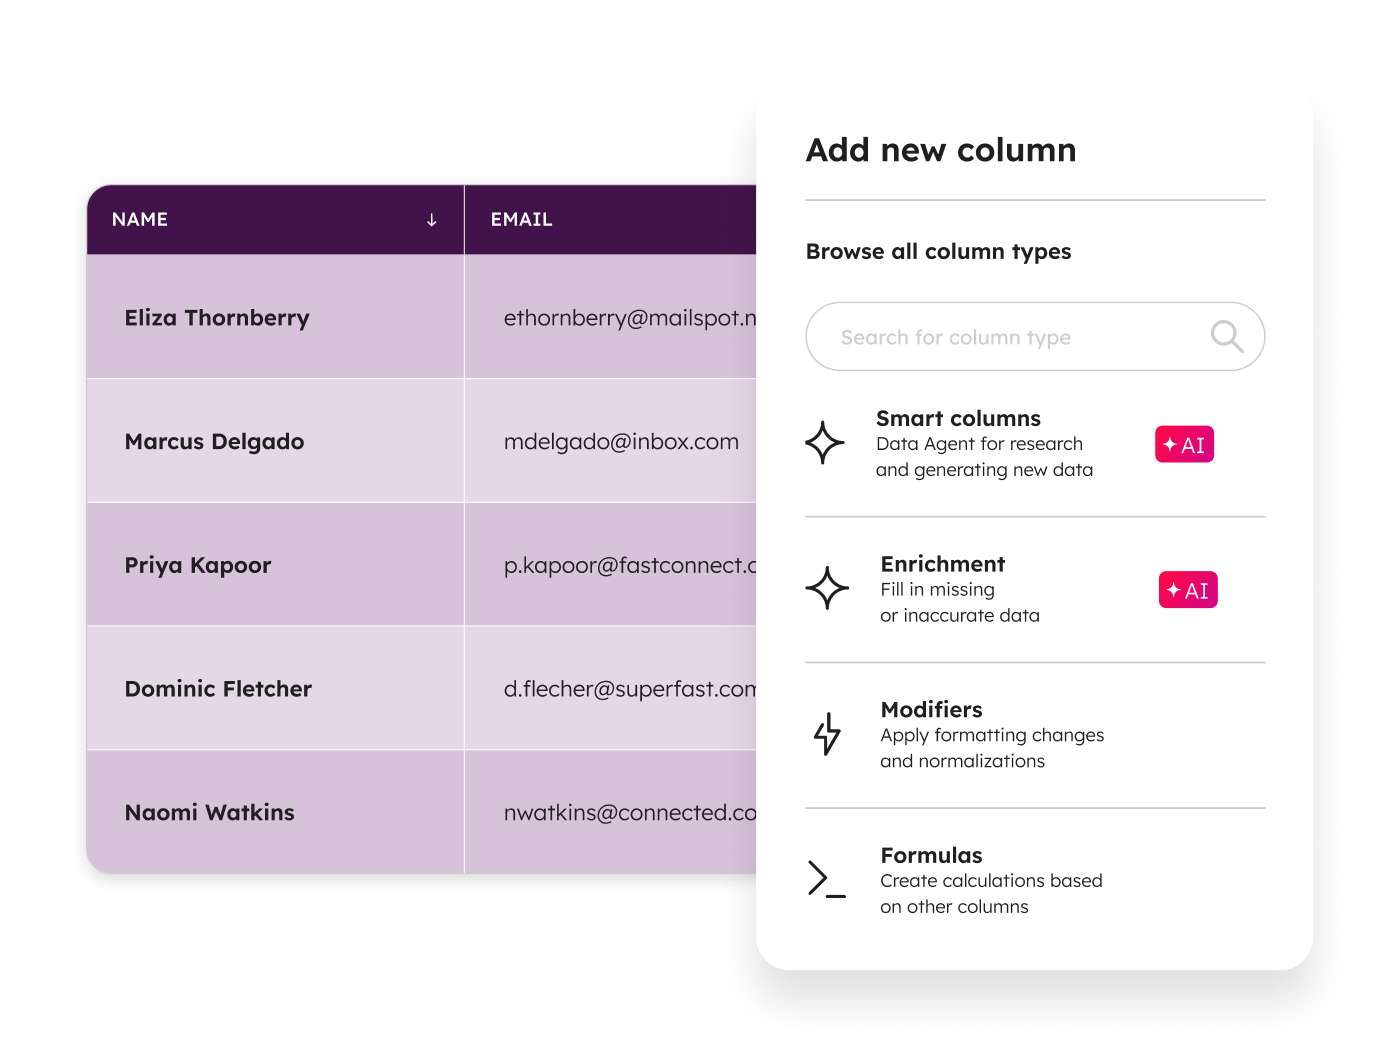 NAME ↓ EMAIL
Eliza Thornberry ethornberry@mailspot.n
Marcus Delgado mdelgado@inbox.com
Priya Kapoor p.kapoor@fastconnect.c
Dominic Fletcher d.flecher@superfast.com
Naomi Watkins nwatkins@connected.co
Add new column
Browse all column types
Search for column type
Smart columns
Data Agent for research
and generating new data
AI
Enrichment
Fill in missing
or inaccurate data
AI
Modifiers
Apply formatting changes
and normalizations
Formulas
Create calculations based
on other columns